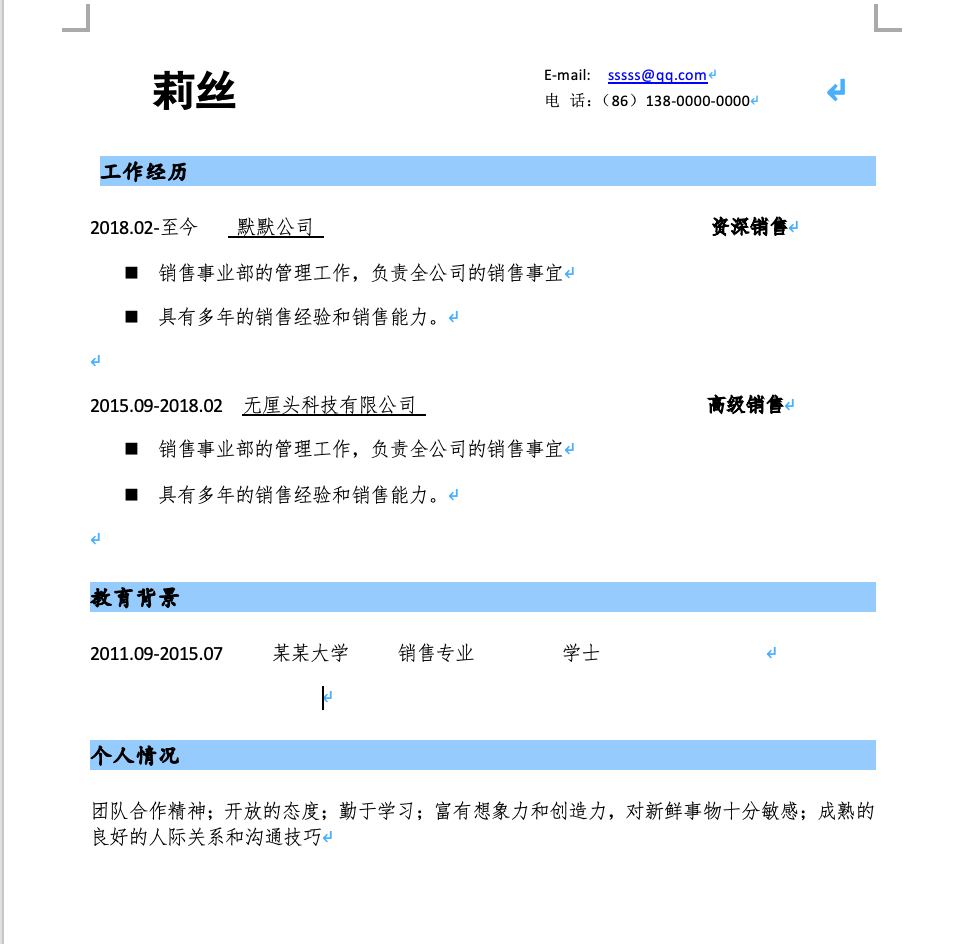 莉丝
E-mail: sssss@qq.com
电 话：（86）138-0000-0000
工作经历
2018.02-至今 默默公司 资深销售
■ 销售事业部的管理工作，负责全公司的销售事宜
■ 具有多年的销售经验和销售能力。
2015.09-2018.02 无厘头科技有限公司 高级销售
■ 销售事业部的管理工作，负责全公司的销售事宜
■ 具有多年的销售经验和销售能力。
教育背景
2011.09-2015.07 某某大学 销售专业 学士
个人情况
团队合作精神；开放的态度；勤于学习；富有想象力和创造力，对新鲜事物十分敏感；成熟的
良好的人际关系和沟通技巧